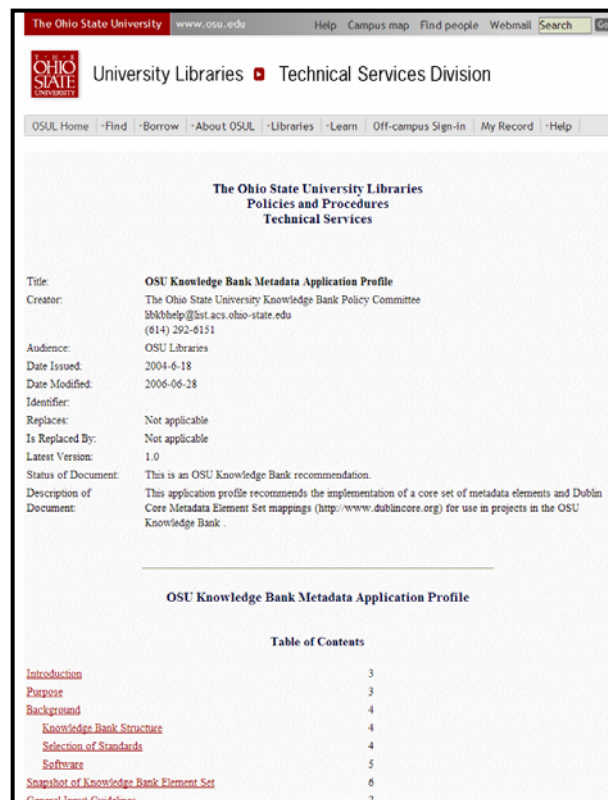 The Ohio State University www.osu.edu Help Campus map Find people Webmail Search Go
T · H · E
OHIO
STATE
UNIVERSITY
University Libraries Technical Services Division
OSUL Home ·Find ·Borrow ·About OSUL ·Libraries ·Learn Off-campus Sign-in My Record ·Help
The Ohio State University Libraries
Policies and Procedures
Technical Services
Title: OSU Knowledge Bank Metadata Application Profile
Creator: The Ohio State University Knowledge Bank Policy Committee
libkbhelp@list.acs.ohio-state.edu
(614) 292-6151
Audience: OSU Libraries
Date Issued: 2004-6-18
Date Modified: 2006-06-28
Identifier:
Replaces: Not applicable
Is Replaced By: Not applicable
Latest Version: 1.0
Status of Document: This is an OSU Knowledge Bank recommendation.
Description of Document: This application profile recommends the implementation of a core set of metadata elements and Dublin
Core Metadata Element Set mappings (http://www.dublincore.org) for use in projects in the OSU
Knowledge Bank .
OSU Knowledge Bank Metadata Application Profile
Table of Contents
Introduction 3
Purpose 3
Background 4
Knowledge Bank Structure 4
Selection of Standards 4
Software 5
Snapshot of Knowledge Bank Element Set 6
General Input Guidelines 7